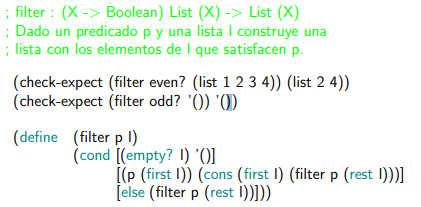 ; filter : (X -> Boolean) List (X) -> List (X)
; Dado un predicado p y una lista l construye una
; lista con los elementos de l que satisfacen p.
(check-expect (filter even? (list 1 2 3 4)) (list 2 4))
(check-expect (filter odd? '()) '())
(define (filter p l)
(cond [(empty? l) '()]
[(p (first l)) (cons (first l) (filter p (rest l)))]
[else (filter p (rest l))]))